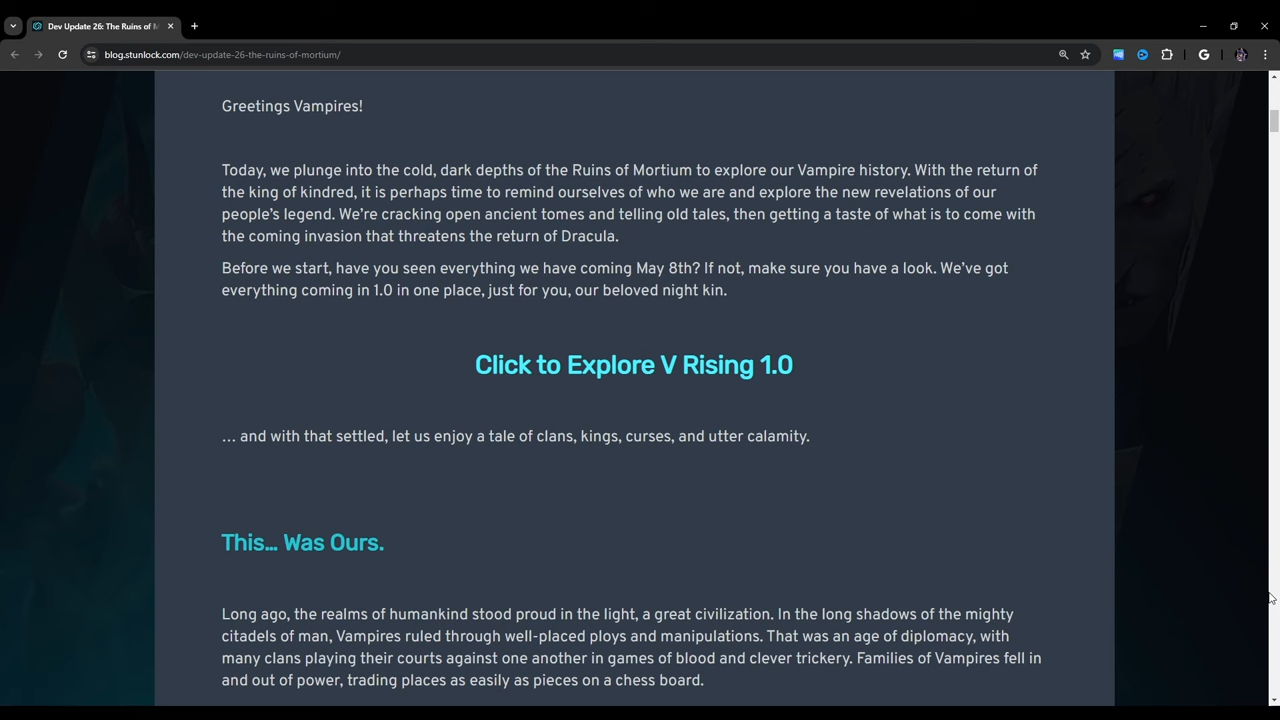 Dev Update 26: The Ruins of M
blog.stunlock.com/dev-update-26-the-ruins-of-mortium/
Greetings Vampires!
Today, we plunge into the cold, dark depths of the Ruins of Mortium to explore our Vampire history. With the return of
the king of kindred, it is perhaps time to remind ourselves of who we are and explore the new revelations of our
people’s legend. We’re cracking open ancient tomes and telling old tales, then getting a taste of what is to come with
the coming invasion that threatens the return of Dracula.
Before we start, have you seen everything we have coming May 8th? If not, make sure you have a look. We’ve got
everything coming in 1.0 in one place, just for you, our beloved night kin.
Click to Explore V Rising 1.0
… and with that settled, let us enjoy a tale of clans, kings, curses, and utter calamity.
This… Was Ours.
Long ago, the realms of humankind stood proud in the light, a great civilization. In the long shadows of the mighty
citadels of man, Vampires ruled through well-placed ploys and manipulations. That was an age of diplomacy, with
many clans playing their courts against one another in games of blood and clever trickery. Families of Vampires fell in
and out of power, trading places as easily as pieces on a chess board.